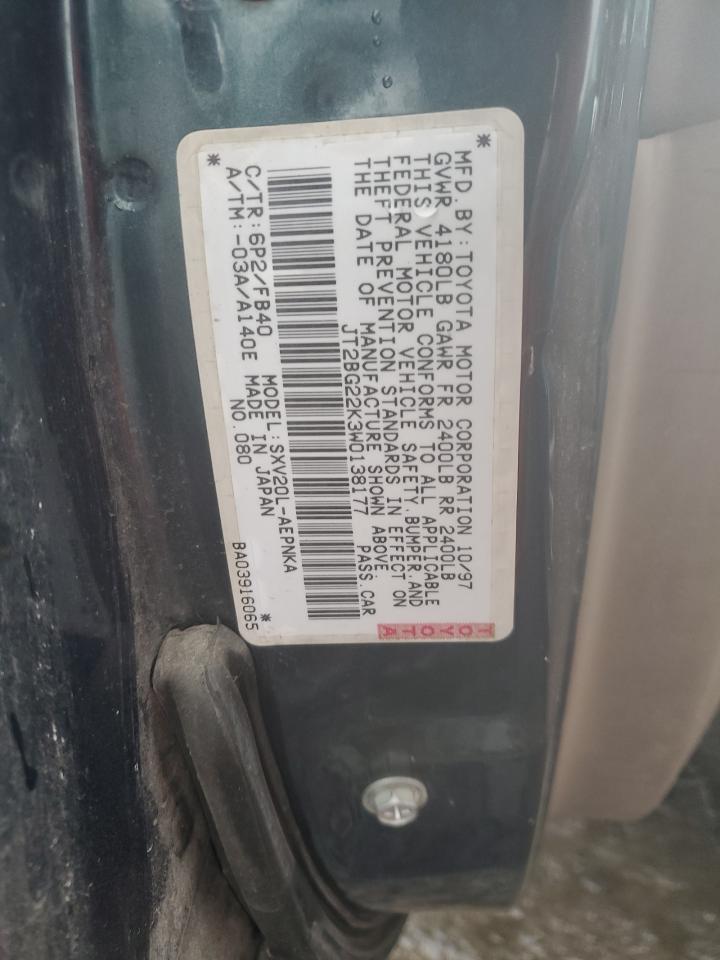 MFD. BY: TOYOTA MOTOR CORPORATION 10/97
GVWR 4180LB GAWR FR 2400LB RR 2400LB
THIS VEHICLE CONFORMS TO ALL APPLICABLE
FEDERAL MOTOR VEHICLE SAFETY, BUMPER, AND
THEFT PREVENTION STANDARDS IN EFFECT ON
THE DATE OF MANUFACTURE SHOWN ABOVE.
JT2BG22K3W0138177 PASS.CAR
TOYOTA
MODEL:SXV20L-AEPNKA
C/TR:6P2/FB40 MADE IN JAPAN
A/TM:-03A/A140E NO.080 BA03916065